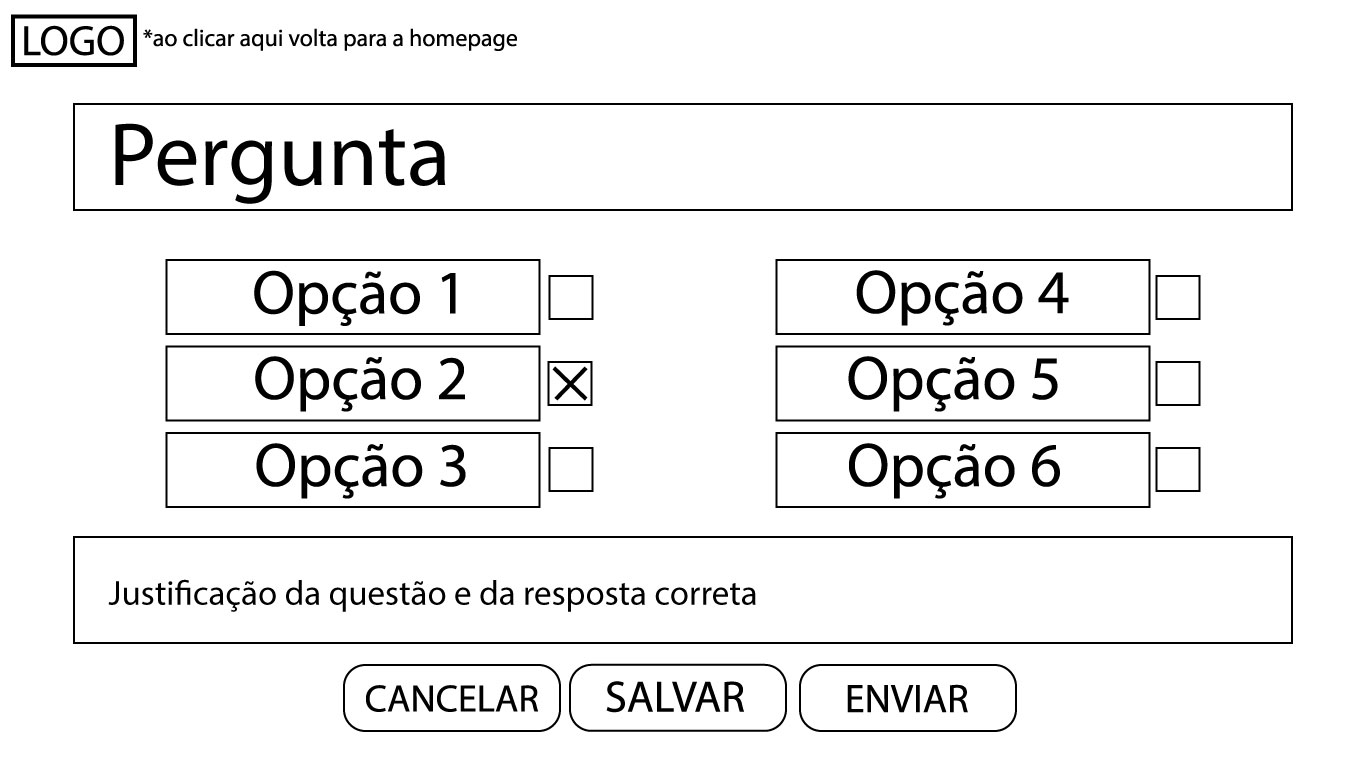 LOGO *ao clicar aqui volta para a homepage
Pergunta
Opção 1
Opção 2
Opção 3
Opção 4
Opção 5
Opção 6
Justificação da questão e da resposta correta
CANCELAR SALVAR ENVIAR